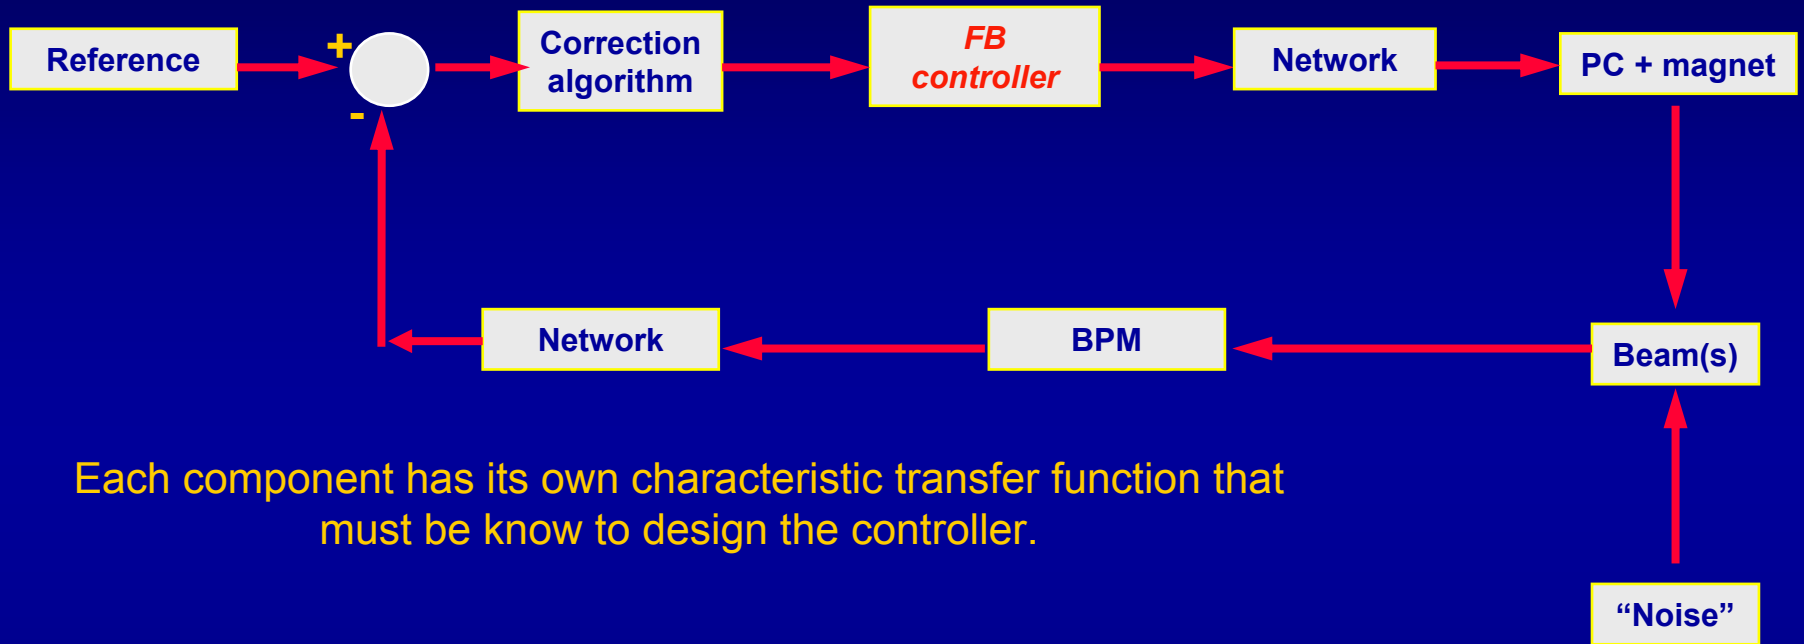 Reference
+
-
Correction
algorithm
FB
controller
Network
PC + magnet
Network
BPM
Beam(s)
Each component has its own characteristic transfer function that
must be know to design the controller.
“Noise”